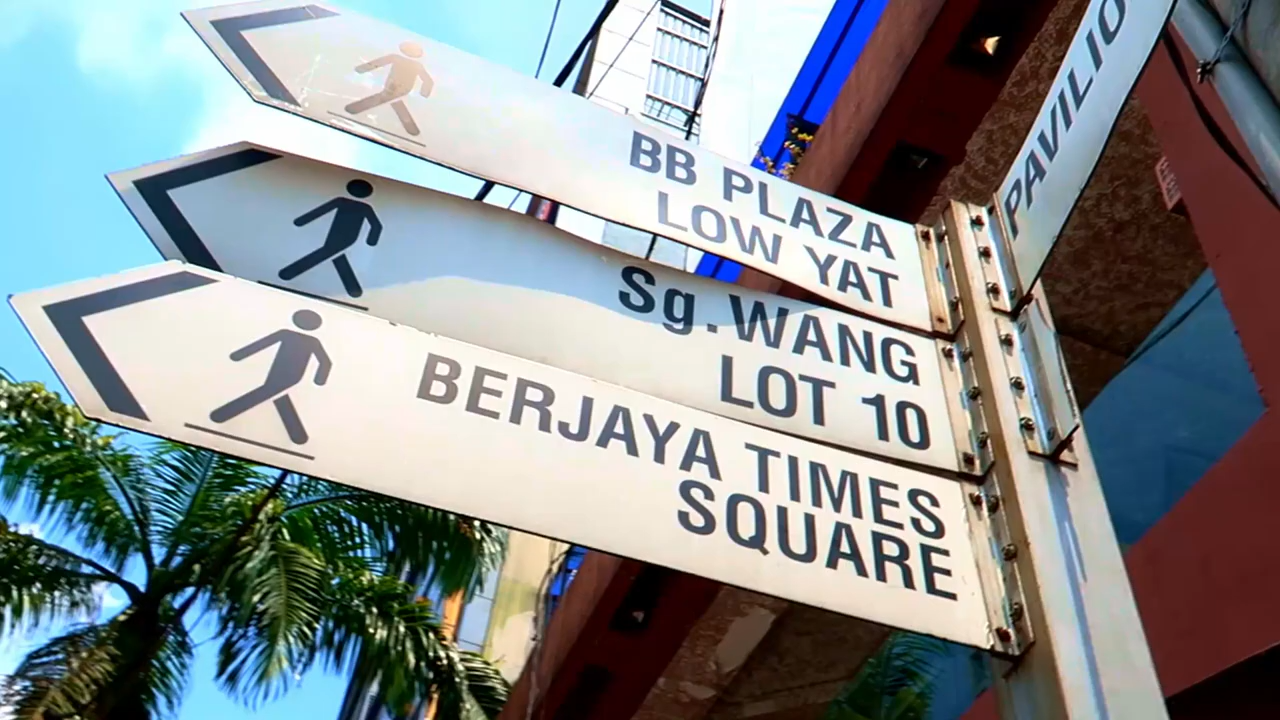 BB PLAZA
LOW YAT
Sg. WANG
LOT 10
BERJAYA TIMES
SQUARE
PAVILIO